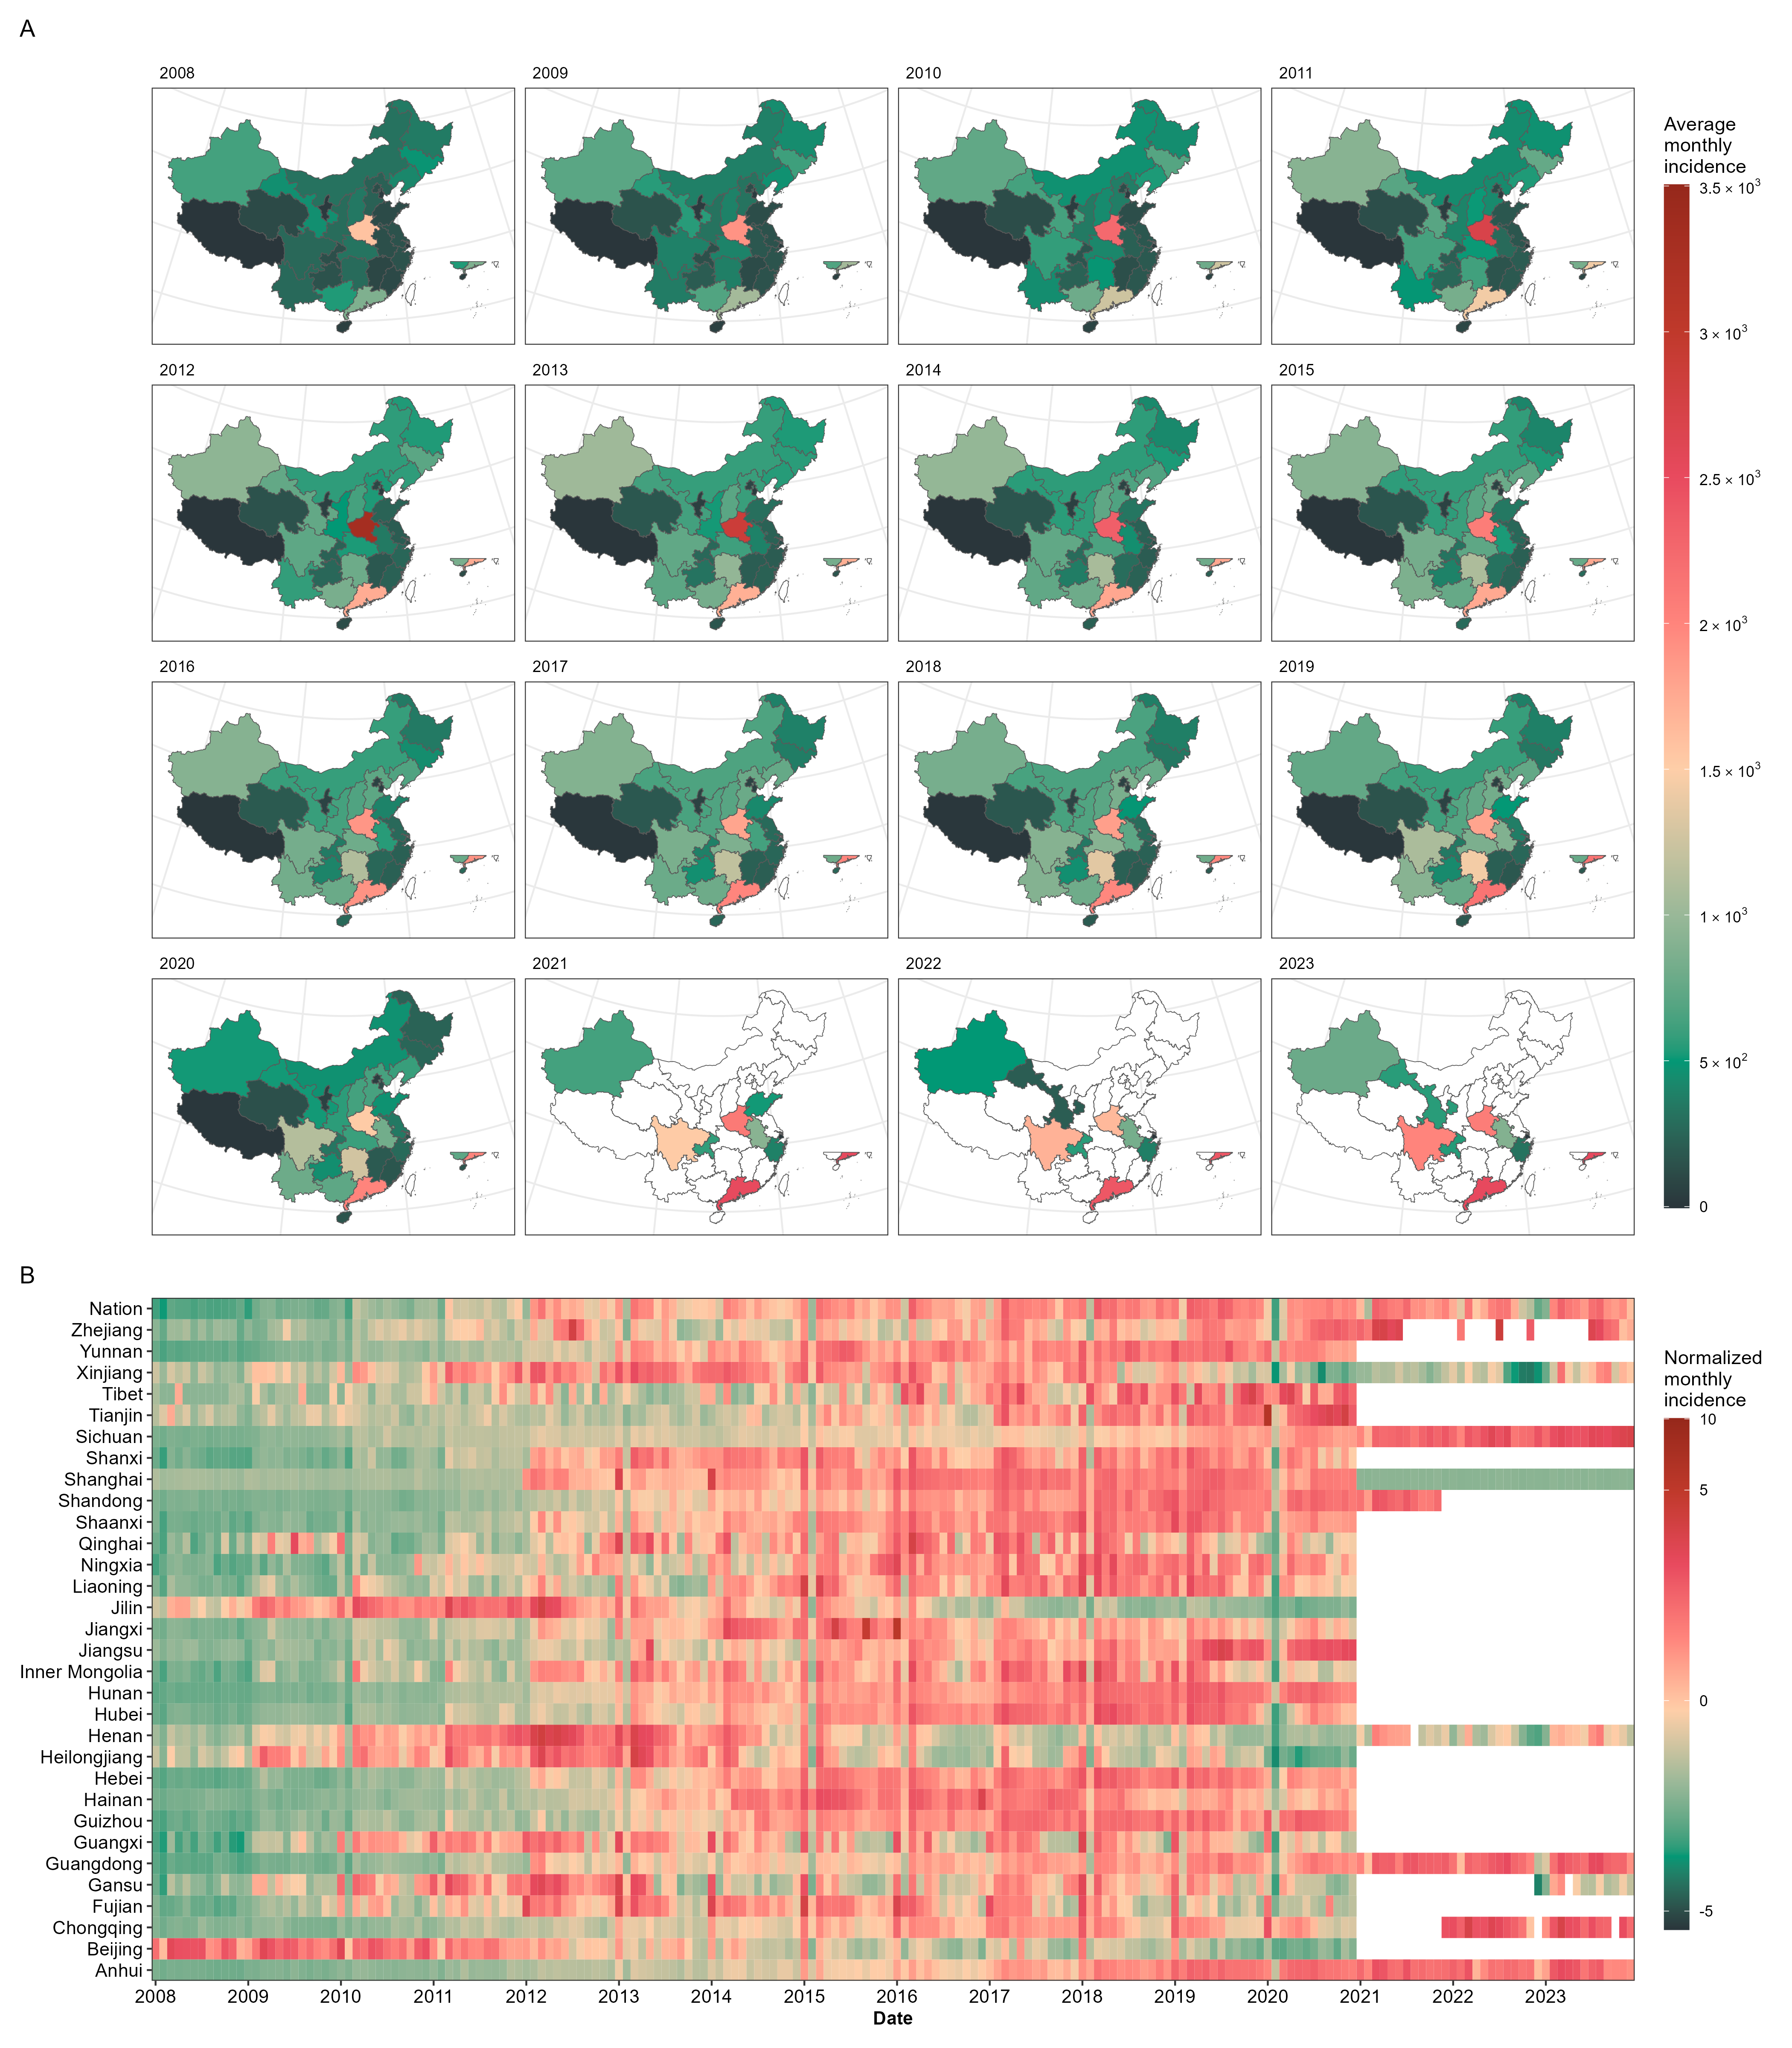 A
2008
2009
2010
2011
2012
2013
2014
2015
2016
2017
2018
2019
2020
2021
2022
2023
Average
monthly
incidence
3.5 × 10³
3 × 10³
2.5 × 10³
2 × 10³
1.5 × 10³
1 × 10³
5 × 10²
0
B
Nation
Zhejiang
Yunnan
Xinjiang
Tibet
Tianjin
Sichuan
Shanxi
Shanghai
Shandong
Shaanxi
Qinghai
Ningxia
Liaoning
Jilin
Jiangxi
Jiangsu
Inner Mongolia
Hunan
Hubei
Henan
Heilongjiang
Hebei
Hainan
Guizhou
Guangxi
Guangdong
Gansu
Fujian
Chongqing
Beijing
Anhui
2008 2009 2010 2011 2012 2013 2014 2015 2016 2017 2018 2019 2020 2021 2022 2023
Date
Normalized
monthly
incidence
10
5
0
-5